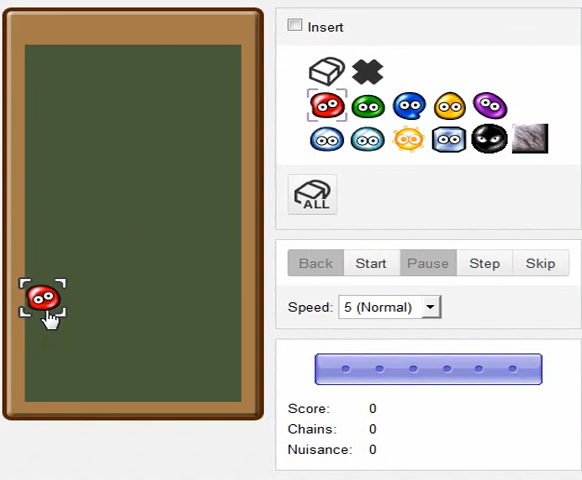 Insert
ALL
Back Start Pause Step Skip
Speed: 5 (Normal)
Score: 0
Chains: 0
Nuisance: 0